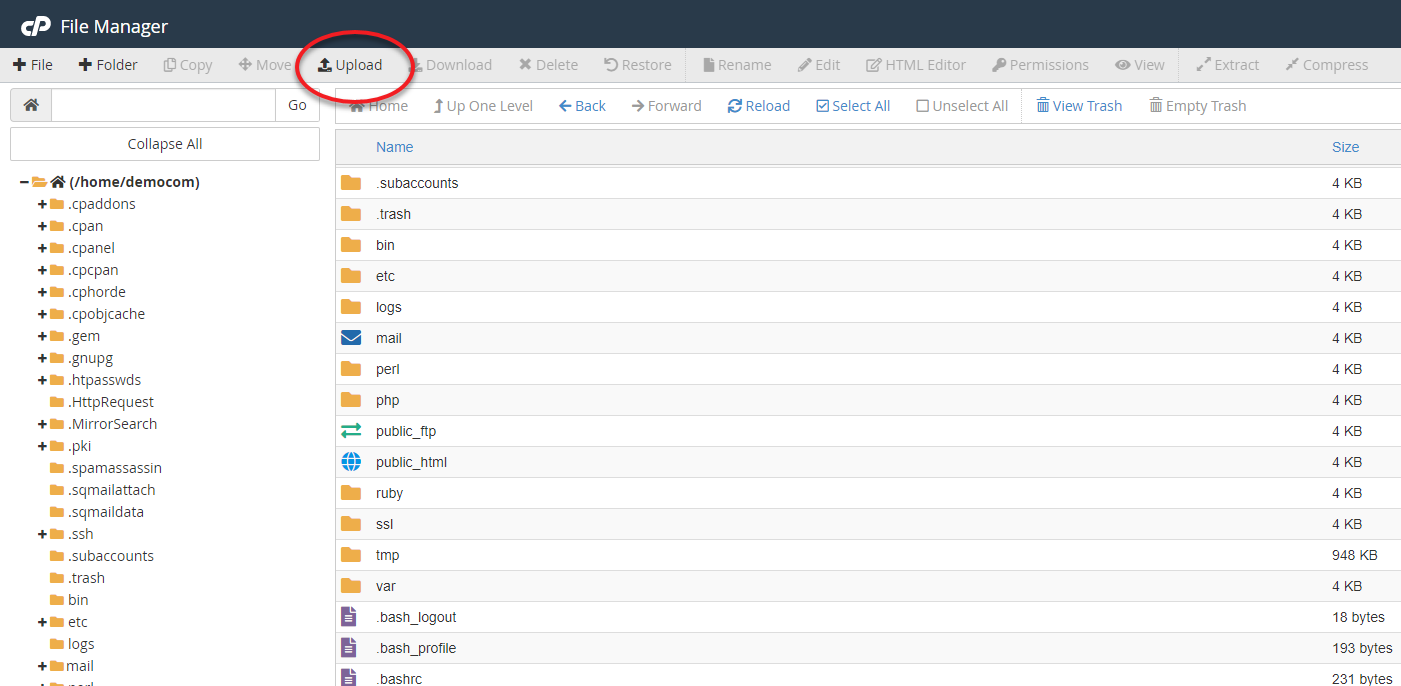 cP File Manager
File Folder Copy Move Upload Download Delete Restore Rename Edit HTML Editor Permissions View Extract Compress
Go
Home Up One Level Back Forward Reload Select All Unselect All View Trash Empty Trash
Collapse All
(/home/democom)
.cpaddons
.cpan
.cpanel
.cpcpan
.cphorde
.cpobjcache
.gem
.gnupg
.htpasswds
.HttpRequest
.MirrorSearch
.pki
.spamassassin
.sqmailattach
.sqmaildata
.ssh
.subaccounts
.trash
bin
etc
logs
mail
perl
Name Size
.subaccounts 4 KB
.trash 4 KB
bin 4 KB
etc 4 KB
logs 4 KB
mail 4 KB
perl 4 KB
php 4 KB
public_ftp 4 KB
public_html 4 KB
ruby 4 KB
ssl 4 KB
tmp 948 KB
var 4 KB
.bash_logout 18 bytes
.bash_profile 193 bytes
.bashrc 231 bytes